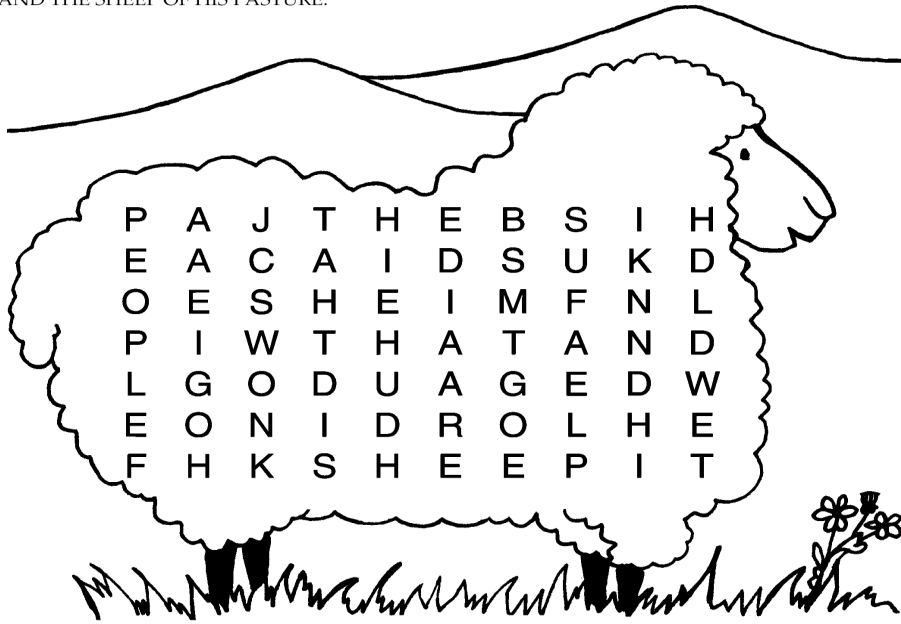 AND THE SHEEP OF HIS PASTURE.
P A J T H E B S I H
E A C A I D S U K D
O E S H E I M F N L
P I W T H A T A N D
L G O D U A G E D W
E O N I D R O L H E
F H K S H E E P I T